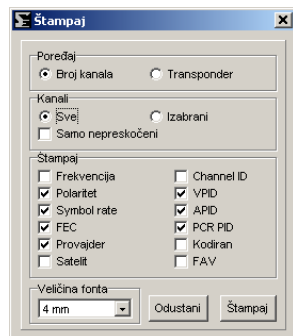 Štampaj
Poređaj
Broj kanala Transponder
Kanali
Sve Izabrani
Samo nepreskočeni
Štampaj
Frekvencija Channel ID
Polaritet VPID
Symbol rate APID
FEC PCR PID
Provajder Kodiran
Satelit FAV
Veličina fonta
4 mm Odustani Štampaj